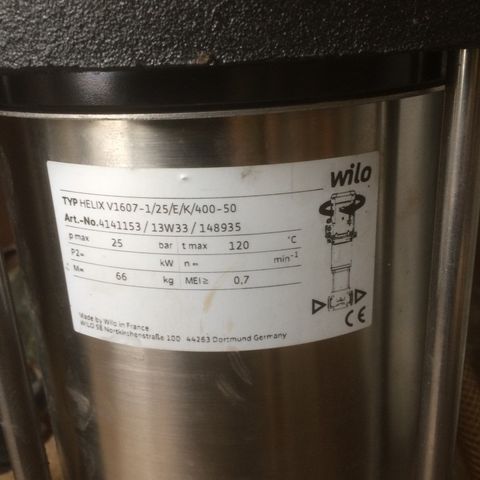 wilo
TYP HELIX V1607-1/25/E/K/400-50
Art.-No.4141153 / 13W33 / 148935
p max 25 bar t max 120 °C
P2= kW n = min⁻¹
M= 66 kg MEI≥ 0,7
Made by Wilo in France
WILO SE Nortkirchenstraße 100 44263 Dortmund Germany
CE